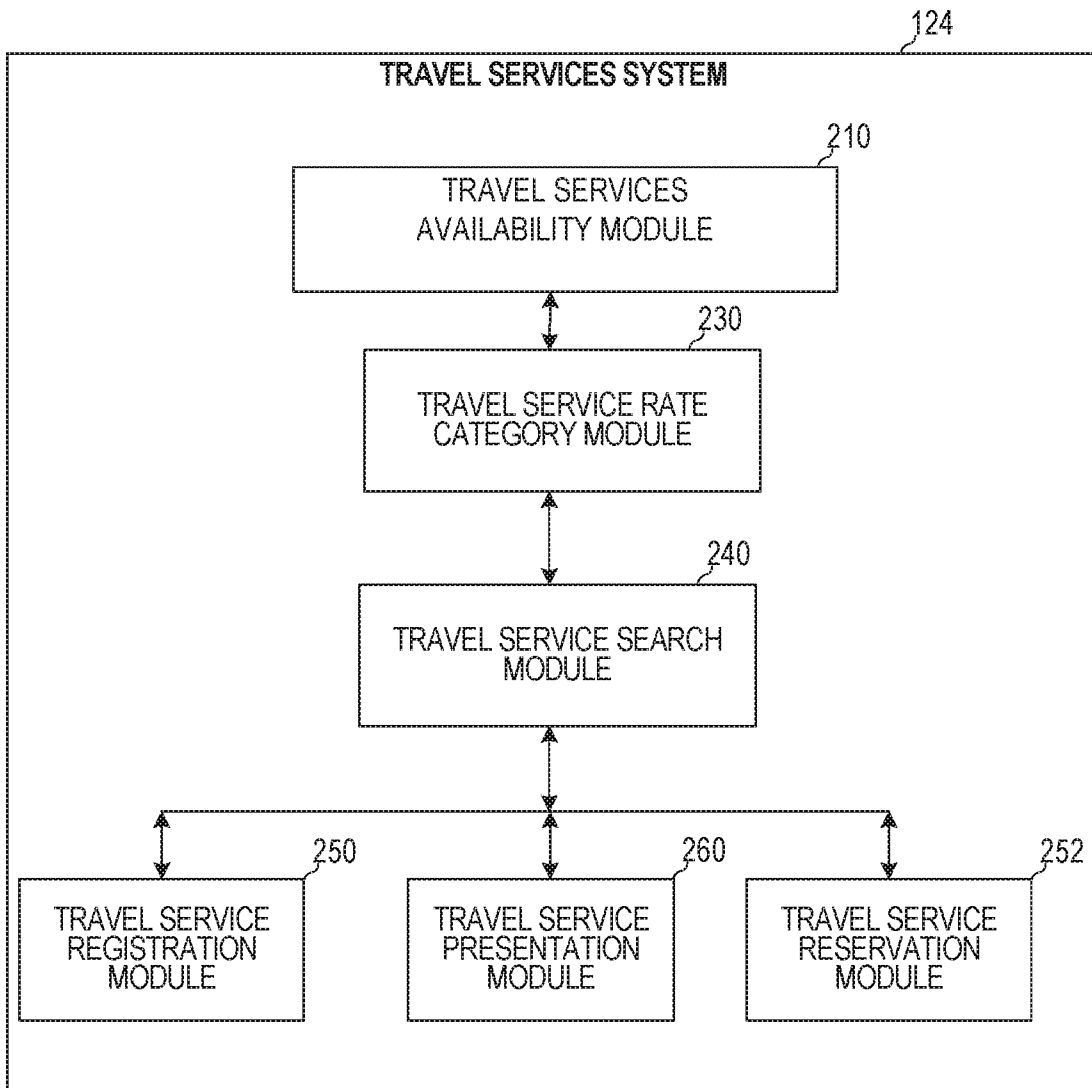 124
TRAVEL SERVICES SYSTEM
210
TRAVEL SERVICES
AVAILABILITY MODULE
230
TRAVEL SERVICE RATE
CATEGORY MODULE
240
TRAVEL SERVICE SEARCH
MODULE
250
TRAVEL SERVICE
REGISTRATION
MODULE
260
TRAVEL SERVICE
PRESENTATION
MODULE
252
TRAVEL SERVICE
RESERVATION
MODULE